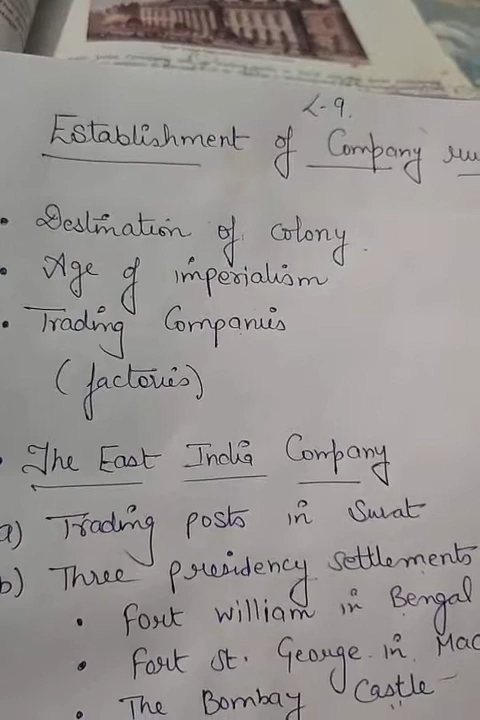 L-9.
Establishment of Company
• Destination of colony.
• Age of imperialism
• Trading Companies
(factories)
• The East India Company
a) Trading posts in Surat
b) Three presidency settlements
• Fort William in Bengal
• Fort St. George in Mad
• The Bombay Castle